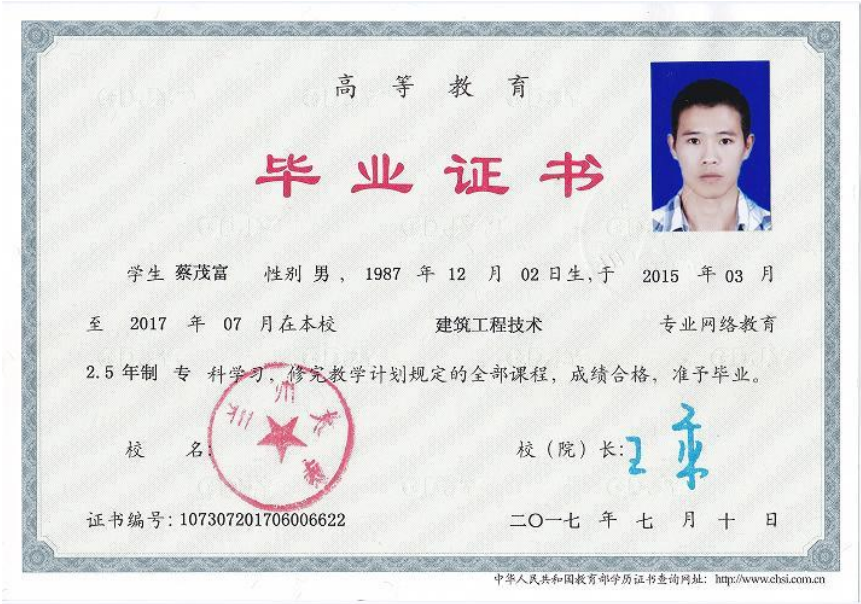 高等教育
毕业证书
学生 蔡茂富 性别 男 ， 1987 年 12 月 02 日生,于 2015 年 03 月
至 2017 年 07 月在本校 建筑工程技术 专业网络教育
2.5 年制 专 科学习，修完教学计划规定的全部课程，成绩合格，准予毕业。
校 名: 校（院）长:
兰州大学
证书编号: 107307201706006622 二〇一七 年 七 月 十 日
中华人民共和国教育部学历证书查询网址: http://www.chsi.com.cn